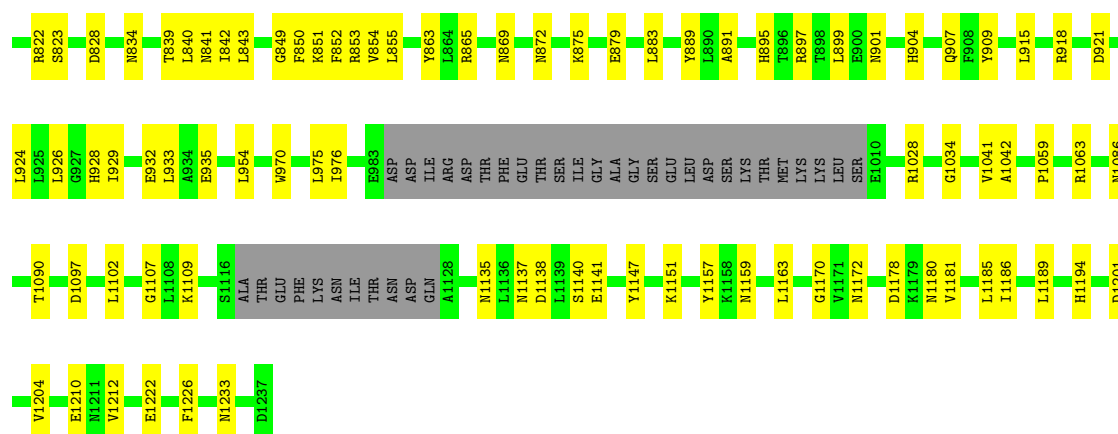 R822 S823 D828 N834 T839 L840 N841 I842 L843 G849 F850 K851 F852 R853 V854 L855 Y863 L864 R865 N869 N872 K875 E879 L883 Y889 L890 A891 H895 T896 R897 T898 L899 E900 N901 H904 Q907 F908 Y909 L915 R918 D921
L924 L925 L926 G927 H928 I929 E932 L933 A934 E935 L954 W970 L975 I976 E983 ASP ASP ILE ARG ASP THR PHE GLU THR SER ILE GLY ALA GLY SER GLU LEU ASP SER LYS THR MET LYS LYS LEU SER E1010 R1028 G1034 V1041 A1042 P1059 R1063 N1086
T1090 D1097 L1102 G1107 L1108 K1109 S1116 ALA THR GLU PHE LYS ASN ILE THR ASN ASP GLN A1128 N1135 L1136 N1137 D1138 L1139 S1140 E1141 Y1147 K1151 Y1157 K1158 N1159 L1163 G1170 V1171 N1172 D1178 K1179 N1180 V1181 L1185 I1186 L1189 H1194 D1201
V1204 E1210 N1211 V1212 E1222 F1226 N1233 D1237